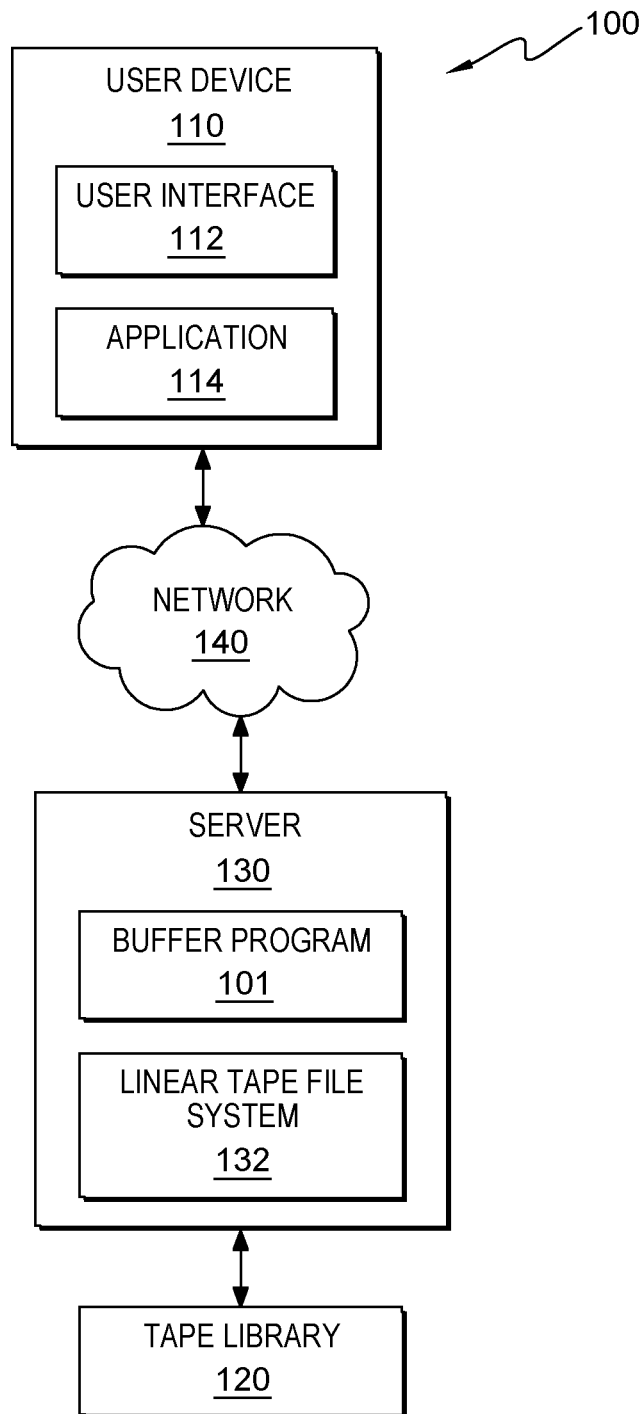 100
USER DEVICE
110
USER INTERFACE
112
APPLICATION
114
NETWORK
140
SERVER
130
BUFFER PROGRAM
101
LINEAR TAPE FILE
SYSTEM
132
TAPE LIBRARY
120